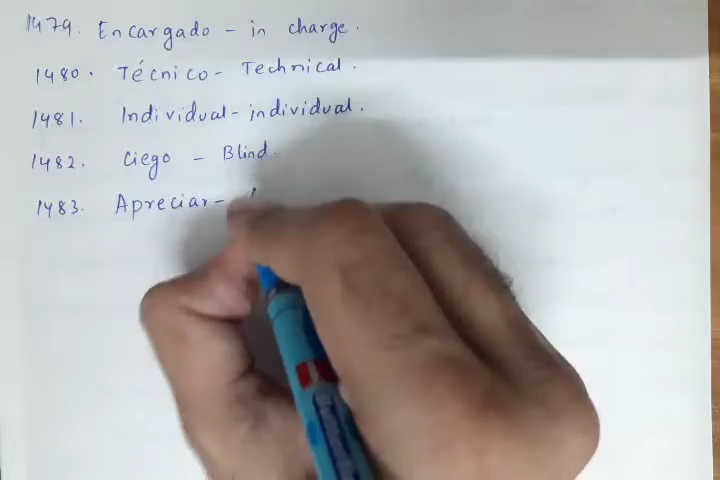 1479. Encargado - in charge.
1480. Técnico - Technical.
1481. Individual - individual.
1482. Ciego - Blind.
1483. Apreciar -